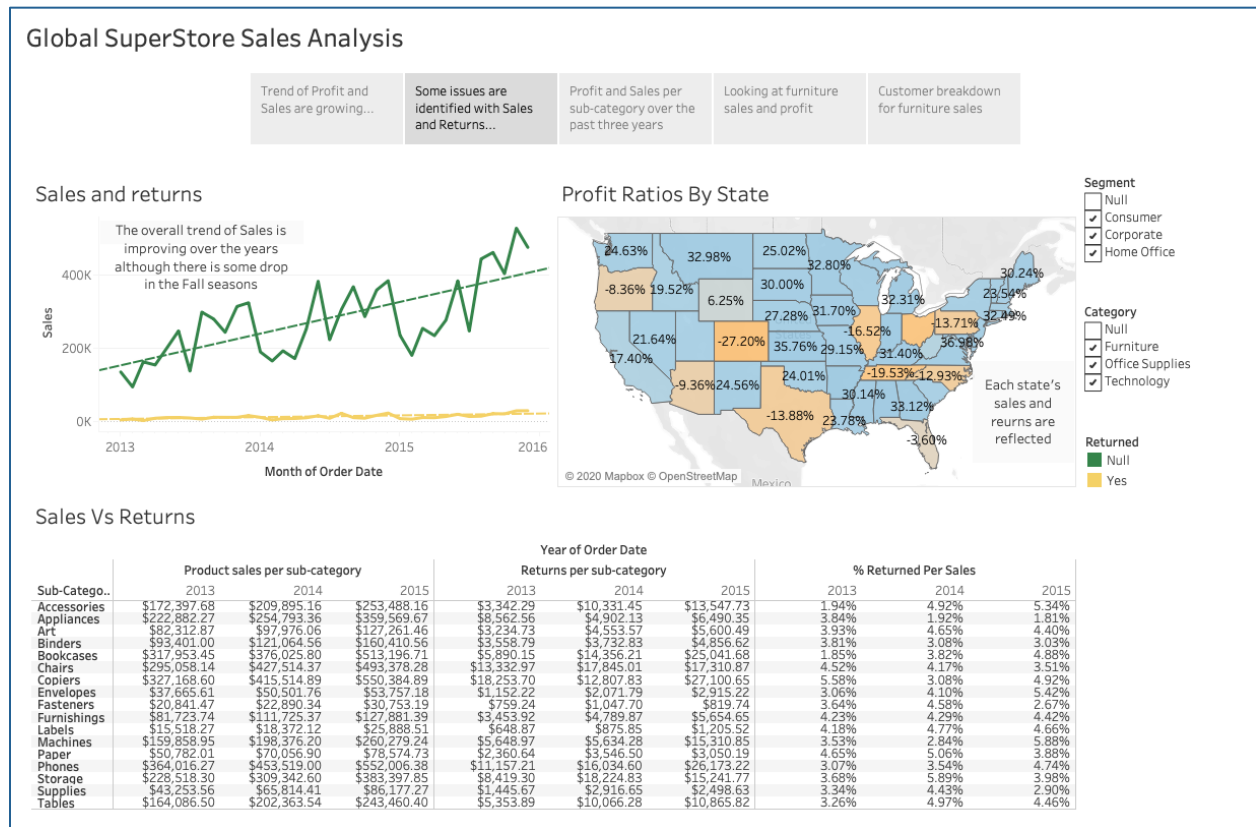 Global SuperStore Sales Analysis
Trend of Profit and
Sales are growing...
Some issues are
identified with Sales
and Returns...
Profit and Sales per
sub-category over the
past three years
Looking at furniture
sales and profit
Customer breakdown
for furniture sales
Sales and returns
The overall trend of Sales is
improving over the years
although there is some drop
in the Fall seasons
400K
200K
0K
Sales
2013 2014 2015 2016
Month of Order Date
Profit Ratios By State
24.63%
32.98%
25.02%
32.80%
30.24%
-8.36%
19.52%
6.25%
30.00%
32.31%
23.54%
27.28%
31.70%
32.49%
-13.71%
21.64%
-27.20%
-16.52%
36.98%
17.40%
35.76%
29.15%
31.40%
-9.36%
24.56%
24.01%
-19.53%
-12.93%
30.14%
33.12%
-13.88%
23.78%
-3.60%
Each state's
sales and
reurns are
reflected
© 2020 Mapbox © OpenStreetMap
Mexico
Segment
Null
Consumer
Corporate
Home Office
Category
Null
Furniture
Office Supplies
Technology
Returned
Null
Yes
Sales Vs Returns
Year of Order Date
Product sales per sub-category Returns per sub-category % Returned Per Sales
Sub-Catego.. 2013 2014 2015 2013 2014 2015 2013 2014 2015
Accessories $172,397.68 $209,895.16 $253,488.16 $3,342.29 $10,331.45 $13,547.73 1.94% 4.92% 5.34%
Appliances $222,882.27 $254,793.36 $359,569.67 $8,562.56 $4,902.13 $6,490.35 3.84% 1.92% 1.81%
Art $82,312.87 $97,976.06 $127,261.46 $3,234.73 $4,553.57 $5,600.49 3.93% 4.65% 4.40%
Binders $93,401.00 $121,064.56 $160,410.56 $3,558.79 $3,732.83 $4,856.62 3.81% 3.08% 3.03%
Bookcases $317,953.45 $376,025.80 $513,196.71 $5,890.15 $14,356.21 $25,041.68 1.85% 3.82% 4.88%
Chairs $295,058.14 $427,514.37 $493,378.28 $13,332.97 $17,845.01 $17,310.87 4.52% 4.17% 3.51%
Copiers $327,168.60 $415,514.89 $550,384.89 $18,253.70 $12,807.83 $27,100.65 5.58% 3.08% 4.92%
Envelopes $37,665.61 $50,501.76 $53,757.18 $1,152.22 $2,071.79 $2,915.22 3.06% 4.10% 5.42%
Fasteners $20,841.47 $22,890.34 $30,753.19 $759.24 $1,047.70 $819.74 3.64% 4.58% 2.67%
Furnishings $81,723.74 $111,725.37 $127,881.39 $3,453.92 $4,789.87 $5,654.65 4.23% 4.29% 4.42%
Labels $15,518.27 $18,372.12 $25,888.51 $648.87 $875.85 $1,205.52 4.18% 4.77% 4.66%
Machines $159,858.95 $198,376.20 $260,279.24 $5,648.97 $5,634.28 $15,310.85 3.53% 2.84% 5.88%
Paper $50,782.01 $70,056.90 $78,574.73 $2,360.64 $3,546.50 $3,050.19 4.65% 5.06% 3.88%
Phones $364,016.27 $453,519.00 $552,006.38 $11,157.21 $16,034.60 $26,173.22 3.07% 3.54% 4.74%
Storage $228,518.30 $309,342.60 $383,397.85 $8,419.30 $18,224.83 $15,241.77 3.68% 5.89% 3.98%
Supplies $43,253.56 $65,814.41 $86,177.27 $1,445.67 $2,916.65 $2,498.63 3.34% 4.43% 2.90%
Tables $164,086.50 $202,363.54 $243,460.40 $5,353.89 $10,066.28 $10,865.82 3.26% 4.97% 4.46%